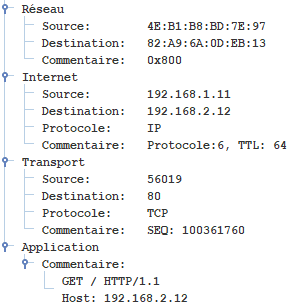 Réseau
Source: 4E:B1:B8:BD:7E:97
Destination: 82:A9:6A:0D:EB:13
Commentaire: 0x800
Internet
Source: 192.168.1.11
Destination: 192.168.2.12
Protocole: IP
Commentaire: Protocole:6, TTL: 64
Transport
Source: 56019
Destination: 80
Protocole: TCP
Commentaire: SEQ: 100361760
Application
Commentaire:
GET / HTTP/1.1
Host: 192.168.2.12